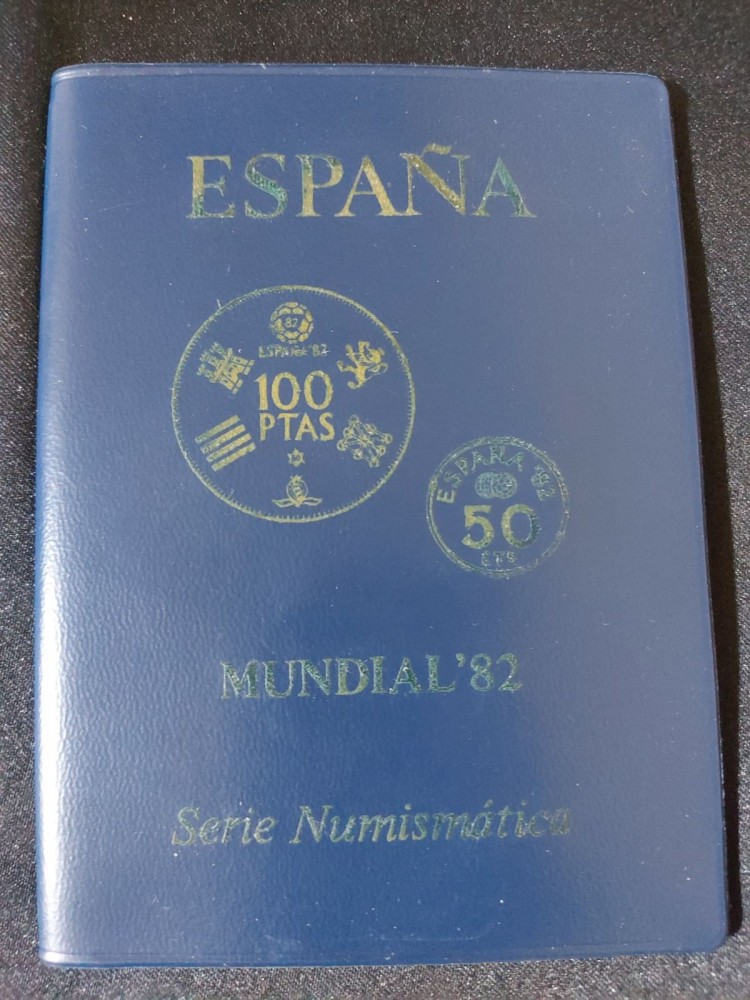 ESPAÑA
82
ESPAÑA'82
100
PTAS
ESPAÑA '82
50
CTS
MUNDIAL'82
Serie Numismática